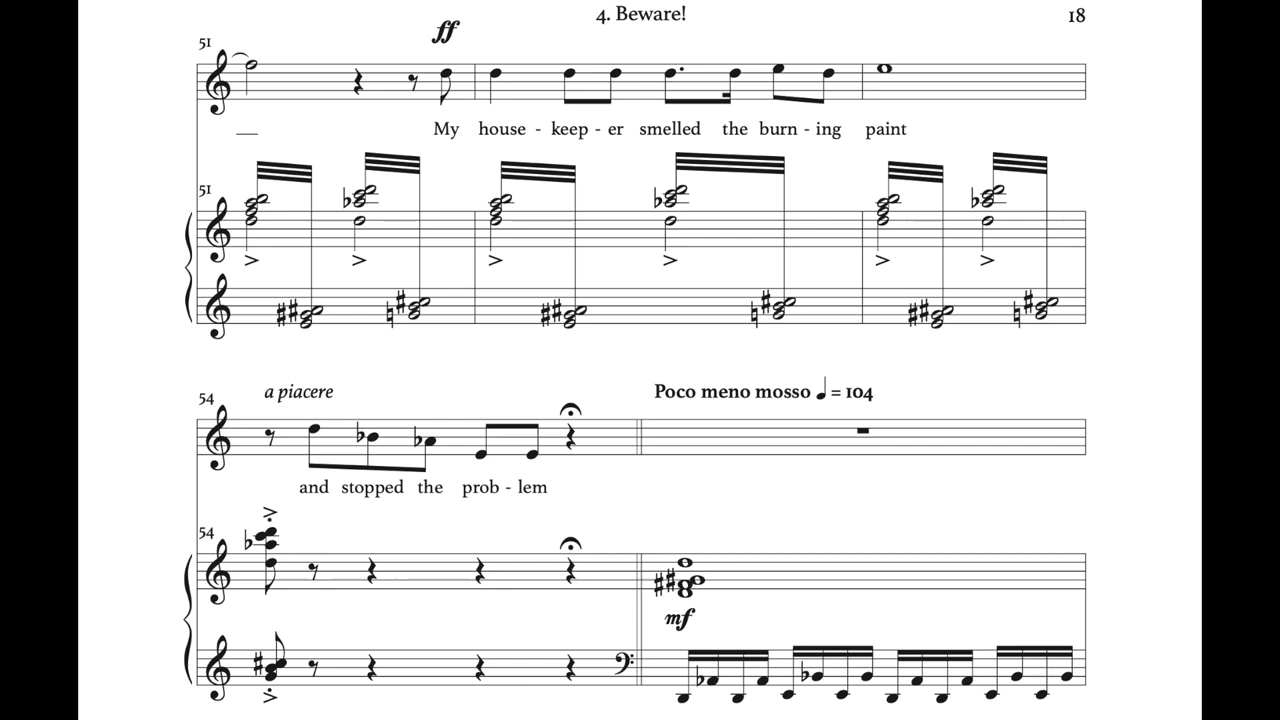 4. Beware!
18
ff
51
My house - keep - er smelled the burn - ing paint
51
a piacere
Poco meno mosso ♩ = 104
54
and stopped the prob - lem
54
mf